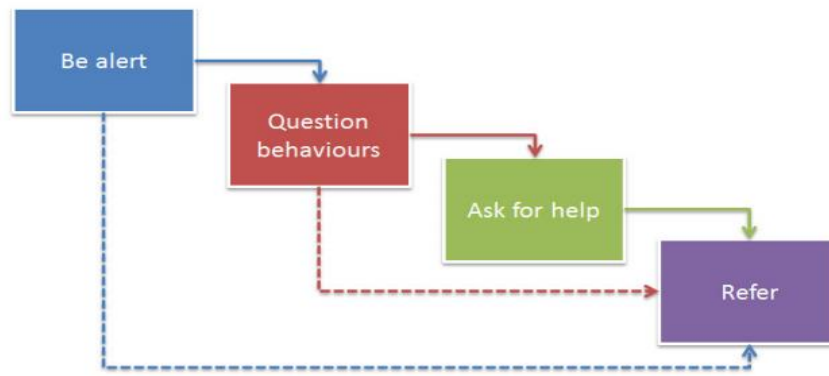 Be alert
Question
behaviours
Ask for help
Refer